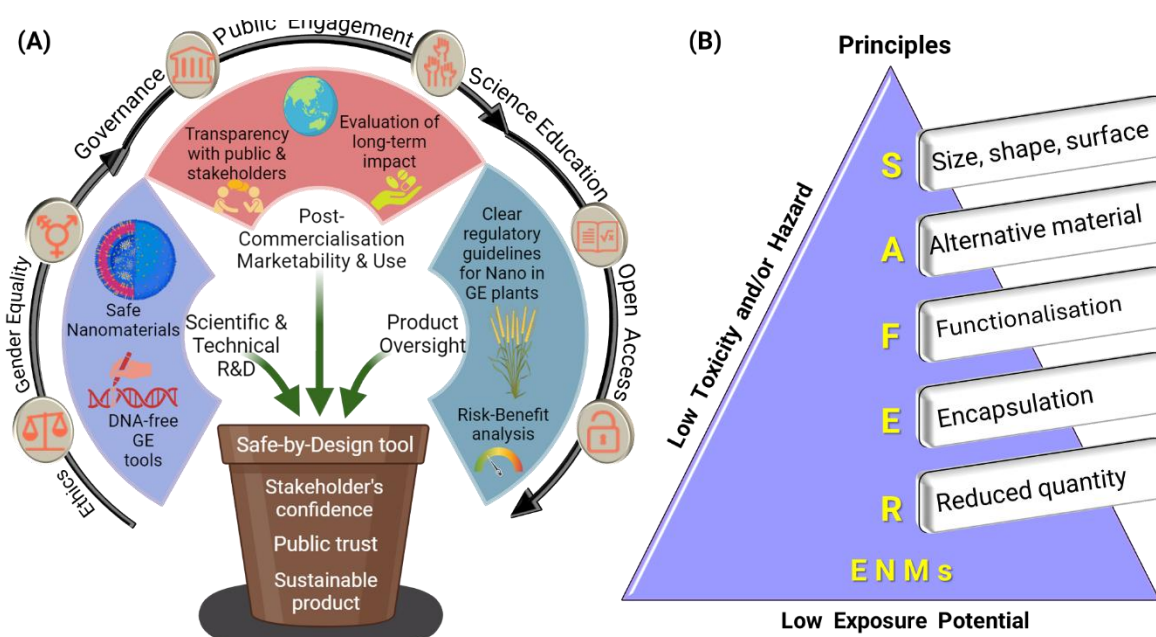 (A)
Public Engagement
Governance
Science Education
Gender Equality
Open Access
Ethics
Transparency
with public &
stakeholders
Evaluation of
long-term
impact
Safe
Nanomaterials
DNA-free
GE
tools
Clear
regulatory
guidelines
for Nano in
GE plants
Risk-Benefit
analysis
Post-
Commercialisation
Marketability & Use
Scientific &
Technical
R&D
Product
Oversight
Safe-by-Design tool
Stakeholder's
confidence
Public trust
Sustainable
product
(B)
Principles
Low Toxicity and/or Hazard
S Size, shape, surface
A Alternative material
F Functionalisation
E Encapsulation
R Reduced quantity
ENMs
Low Exposure Potential